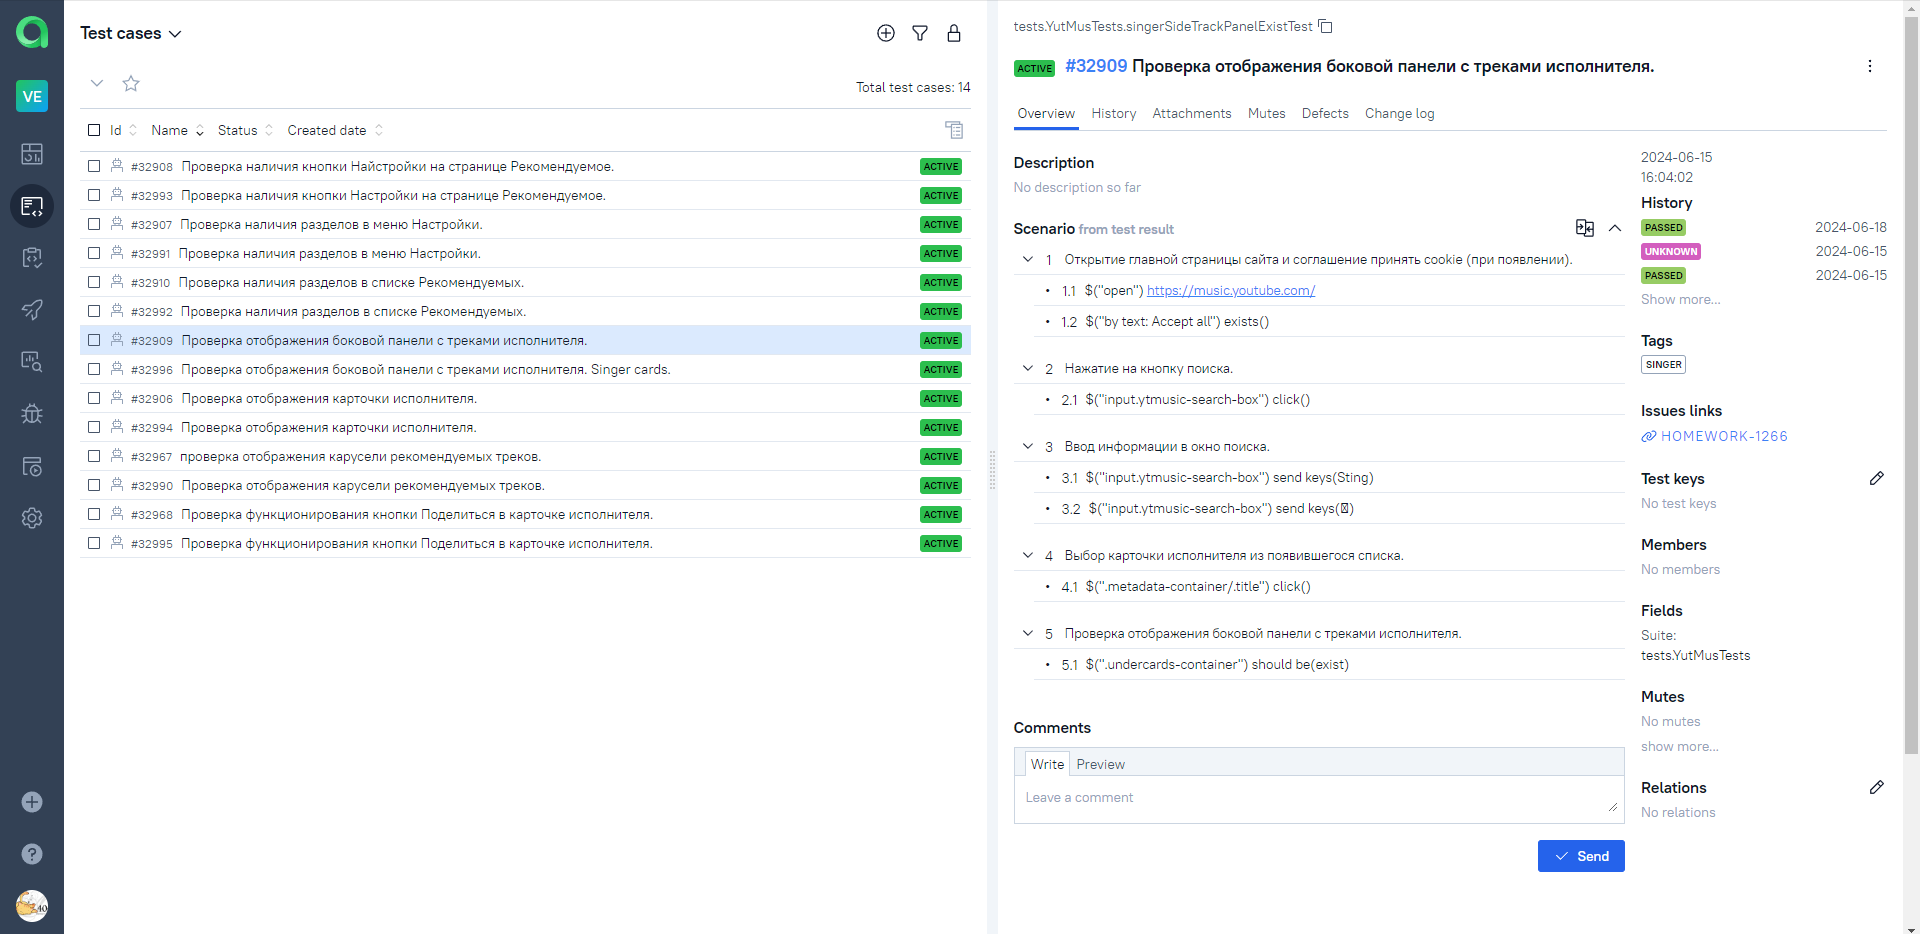 VE
Test cases
Total test cases: 14
Id Name Status Created date
#32908 Проверка наличия кнопки Найстройки на странице Рекомендуемое. ACTIVE
#32993 Проверка наличия кнопки Настройки на странице Рекомендуемое. ACTIVE
#32907 Проверка наличия разделов в меню Настройки. ACTIVE
#32991 Проверка наличия разделов в меню Настройки. ACTIVE
#32910 Проверка наличия разделов в списке Рекомендуемых. ACTIVE
#32992 Проверка наличия разделов в списке Рекомендуемых. ACTIVE
#32909 Проверка отображения боковой панели с треками исполнителя. ACTIVE
#32996 Проверка отображения боковой панели с треками исполнителя. Singer cards. ACTIVE
#32906 Проверка отображения карточки исполнителя. ACTIVE
#32994 Проверка отображения карточки исполнителя. ACTIVE
#32967 проверка отображения карусели рекомендуемых треков. ACTIVE
#32990 Проверка отображения карусели рекомендуемых треков. ACTIVE
#32968 Проверка функционирования кнопки Поделиться в карточке исполнителя. ACTIVE
#32995 Проверка функционирования кнопки Поделиться в карточке исполнителя. ACTIVE
tests.YutMusTests.singerSideTrackPanelExistTest
ACTIVE #32909 Проверка отображения боковой панели с треками исполнителя.
Overview History Attachments Mutes Defects Change log
Description
No description so far
Scenario from test result
1 Открытие главной страницы сайта и соглашение принять cookie (при появлении).
1.1 $("open") https://music.youtube.com/
1.2 $("by text: Accept all") exists()
2 Нажатие на кнопку поиска.
2.1 $("input.ytmusic-search-box") click()
3 Ввод информации в окно поиска.
3.1 $("input.ytmusic-search-box") send keys(Sting)
3.2 $("input.ytmusic-search-box") send keys()
4 Выбор карточки исполнителя из появившегося списка.
4.1 $(".metadata-container/.title") click()
5 Проверка отображения боковой панели с треками исполнителя.
5.1 $(".undercards-container") should be(exist)
Comments
Write Preview
Leave a comment
Send
2024-06-15
16:04:02
History
PASSED 2024-06-18
UNKNOWN 2024-06-15
PASSED 2024-06-15
Show more...
Tags
SINGER
Issues links
HOMEWORK-1266
Test keys
No test keys
Members
No members
Fields
Suite:
tests.YutMusTests
Mutes
No mutes
show more...
Relations
No relations